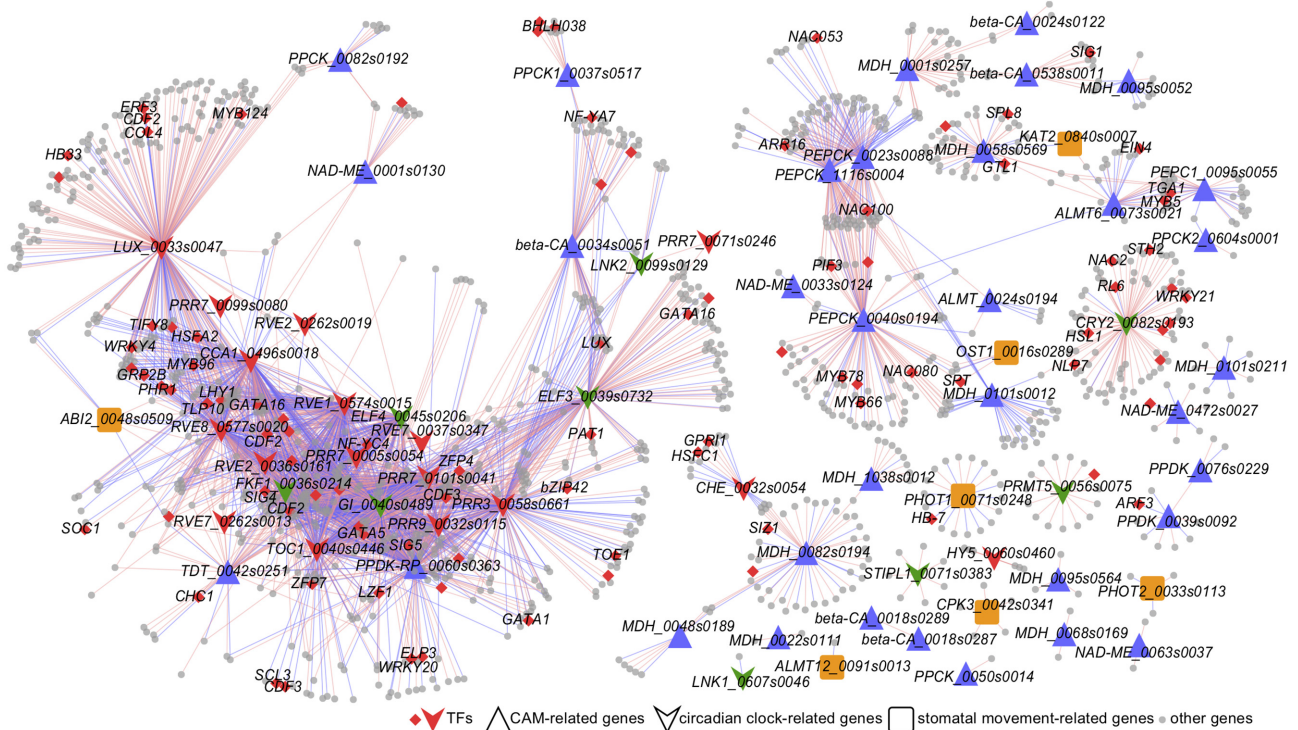 beta-CA_0024s0122
BHLH038
NAC053
SIG1
PPCK_0082s0192
PPCK1_0037s0517
MDH_0001s0257
beta-CA_0538s0011
MDH_0095s0052
ERF3
CDF2
COL4
MYB124
NF-YA7
SPL8
KAT2_0840s0007
HB33
ARR16
PEPCK_0023s0088
MDH_0058s0569
EIN4
GTL1
NAD-ME_0001s0130
PEPCK_1116s0004
PEPC1_0095s0055
TGA1
MYB5
NAC100
ALMT6_0073s0021
LUX_0033s0047
beta-CA_0034s0051
PRR7_0071s0246
PPCK2_0604s0001
STH2
LNK2_0099s0129
PIF3
NAC2
NAD-ME_0033s0124
RL6
WRKY21
PRR7_0099s0080
ALMT_0024s0194
GATA16
TIFY8
RVE2_0262s0019
PEPCK_0040s0194
CRY2_0082s0193
HSFA2
HSL1
WRKY4
CCA1_0496s0018
LUX
OST1_0016s0289
MYB96
NLP7
MDH_0101s0211
GRP2B
NAC080
MYB78
SPT
PHR1
LHY1
MDH_0101s0012
ELF3_0039s0732
MYB66
TLP10
GATA16
RVE1_0574s0015
NAD-ME_0472s0027
ABI2_0048s0509
ELF4_0045s0206
RVE8_0577s0020
RVE7_0037s0347
PAT1
GPRI1
CDF2
NF-YC4
HSFC1
PRR7_0005s0054
ZFP4
RVE2_0036s0161
MDH_1038s0012
PPDK_0076s0229
FKF1_0036s0214
PRR7_0101s0041
CHE_0032s0054
PRMT5_0056s0075
SIG4
CDF3
bZIP42
PHOT1_0071s0248
ARF3
CDF2
GI_0040s0489
PRR3_0058s0661
HB-7
PPDK_0039s0092
SOC1
RVE7_0262s0013
PRR9_0032s0115
SIZ1
GATA5
SIG5
TOC1_0040s0446
TOE1
MDH_0082s0194
HY5_0060s0460
TDT_0042s0251
PPDK-RP_0060s0363
STIPL1_0071s0383
MDH_0095s0564
ZFP7
LZF1
PHOT2_0033s0113
CHC1
CPK3_0042s0341
GATA1
beta-CA_0018s0289
MDH_0048s0189
MDH_0022s0111
beta-CA_0018s0287
MDH_0068s0169
ELP3
NAD-ME_0063s0037
WRKY20
ALMT12_0091s0013
SCL3
PPCK_0050s0014
CDF3
LNK1_0607s0046
TFs CAM-related genes circadian clock-related genes stomatal movement-related genes other genes